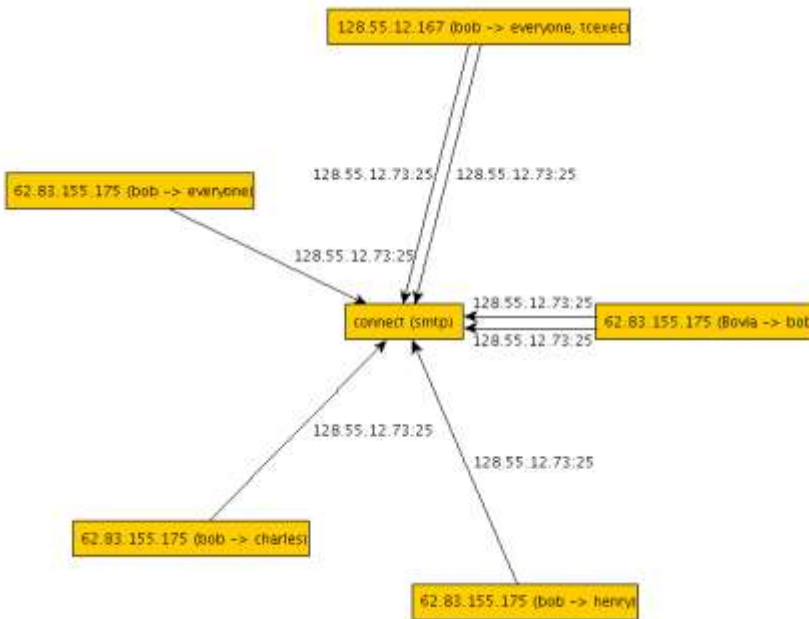 128.55.12.167 (bob -> everyone, tcexec)
128.55.12.73:25
128.55.12.73:25
62.83.155.175 (bob -> everyone)
128.55.12.73:25
128.55.12.73:25
connect (smtp)
62.83.155.175 (Bovia -> bob
128.55.12.73:25
128.55.12.73:25
128.55.12.73:25
62.83.155.175 (bob -> charles)
62.83.155.175 (bob -> henry)